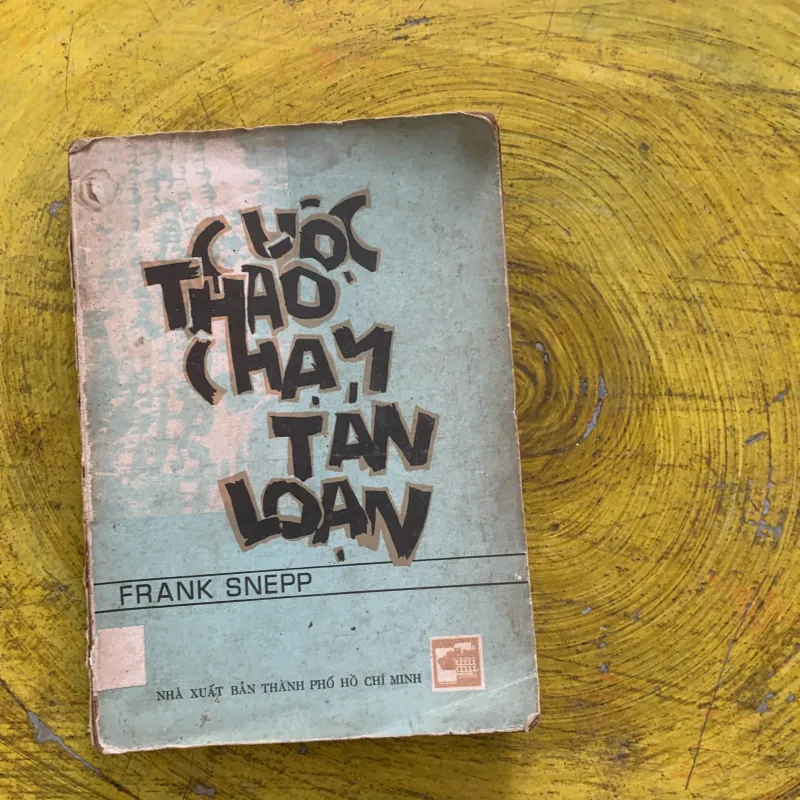 CUỘC
THÁO
CHẠY
TÁN
LOẠN
FRANK SNEPP
NHÀ XUẤT BẢN THÀNH PHỐ HỒ CHÍ MINH